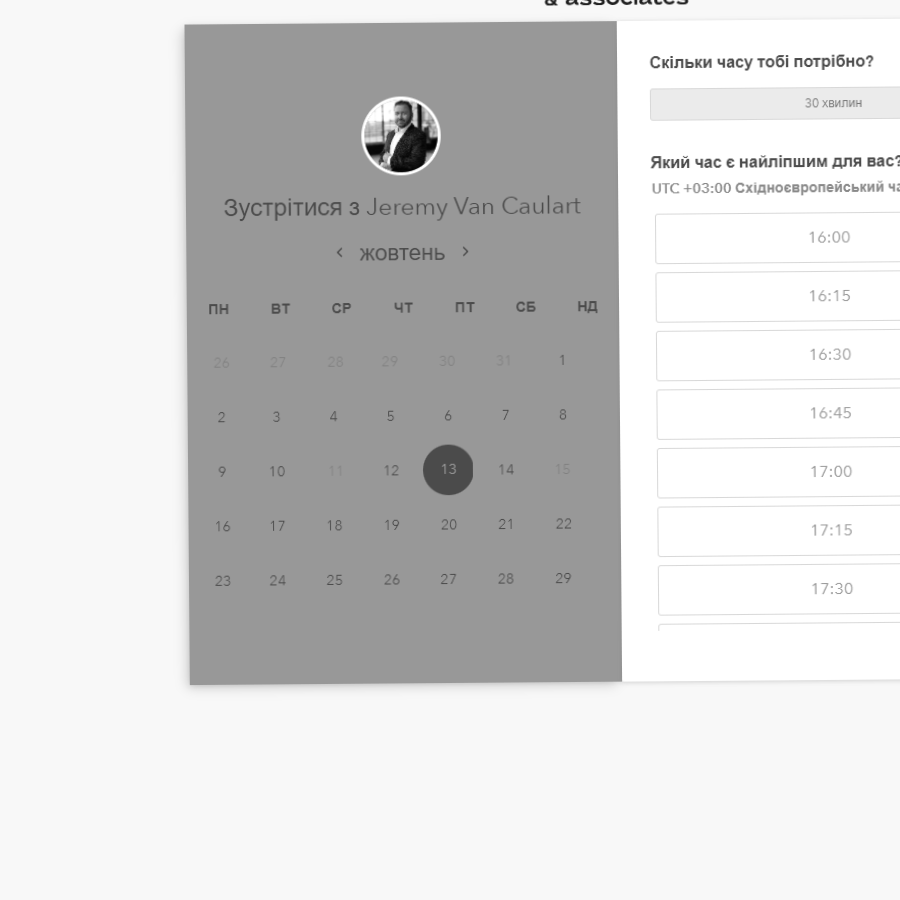 & associates
Зустрітися з Jeremy Van Caulart
жовтень
ПН ВТ СР ЧТ ПТ СБ НД
26 27 28 29 30 31 1
2 3 4 5 6 7 8
9 10 11 12 13 14 15
16 17 18 19 20 21 22
23 24 25 26 27 28 29
Скільки часу тобі потрібно?
30 хвилин
Який час є найліпшим для вас?
UTC +03:00 Східноєвропейський
16:00
16:15
16:30
16:45
17:00
17:15
17:30